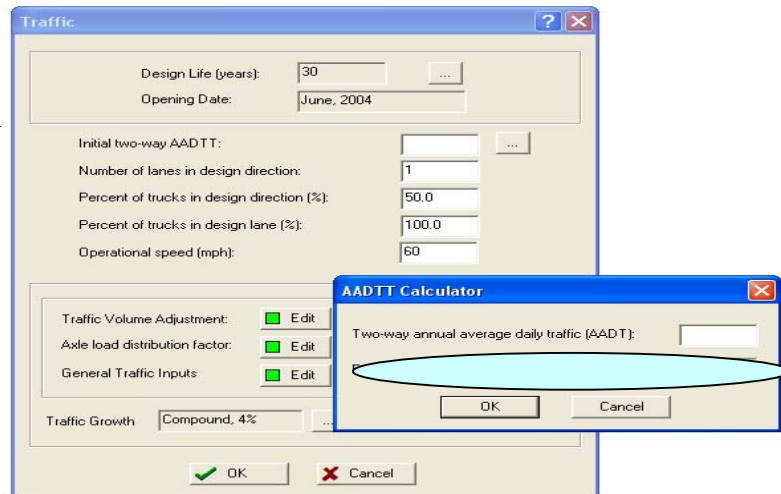 Traffic
Design Life (years): 30 ...
Opening Date: June, 2004
Initial two-way AADTT: ...
Number of lanes in design direction: 1
Percent of trucks in design direction (%): 50.0
Percent of trucks in design lane (%): 100.0
Operational speed (mph): 60
Traffic Volume Adjustment: Edit
Axle load distribution factor: Edit
General Traffic Inputs Edit
Traffic Growth Compound, 4% ...
OK Cancel
AADTT Calculator
Two-way annual average daily traffic (AADT):
OK Cancel